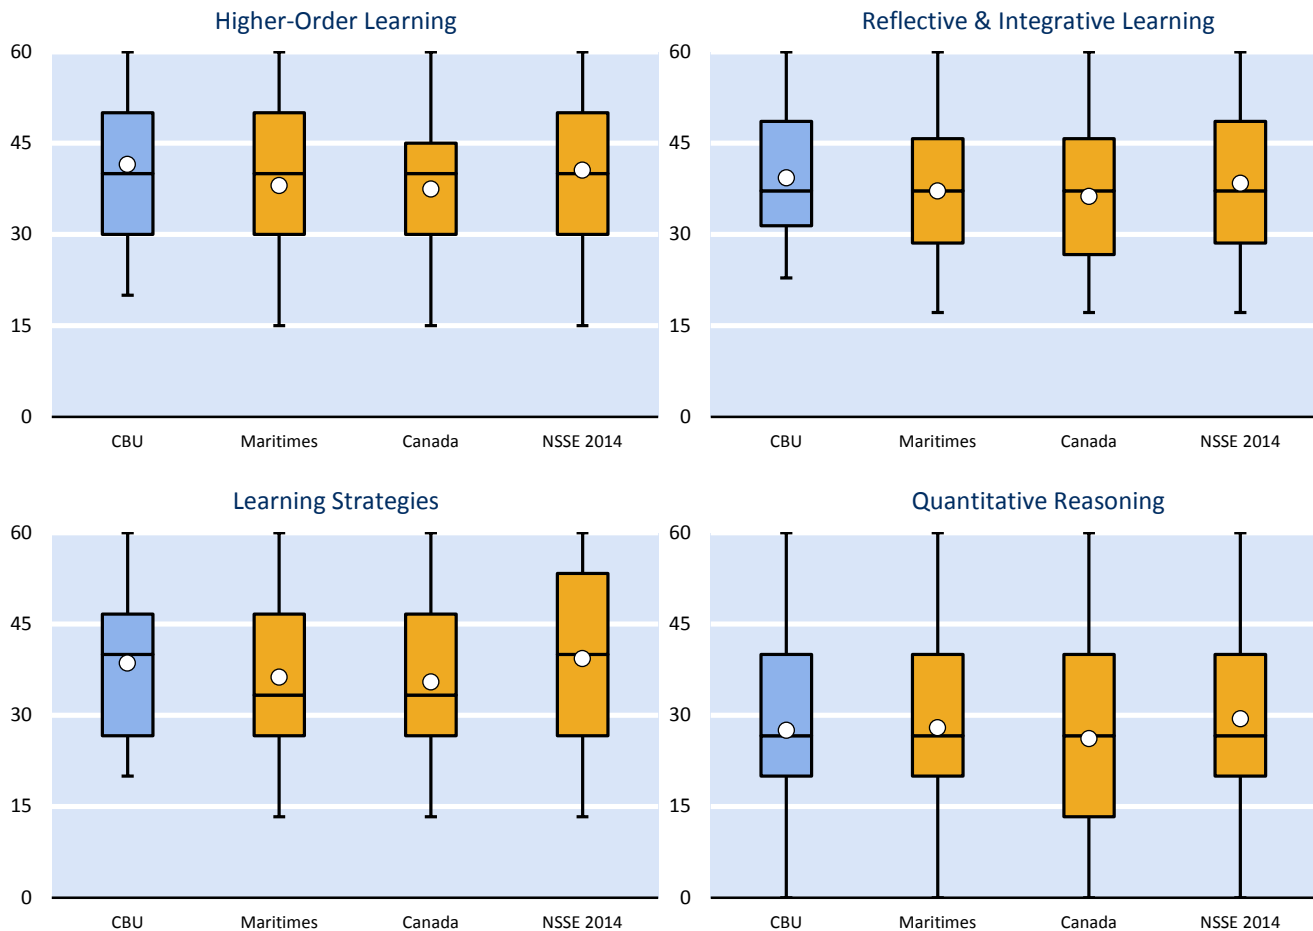 Higher-Order Learning
60
45
30
15
0
CBU Maritimes Canada NSSE 2014
Reflective & Integrative Learning
60
45
30
15
0
CBU Maritimes Canada NSSE 2014
Learning Strategies
60
45
30
15
0
CBU Maritimes Canada NSSE 2014
Quantitative Reasoning
60
45
30
15
0
CBU Maritimes Canada NSSE 2014